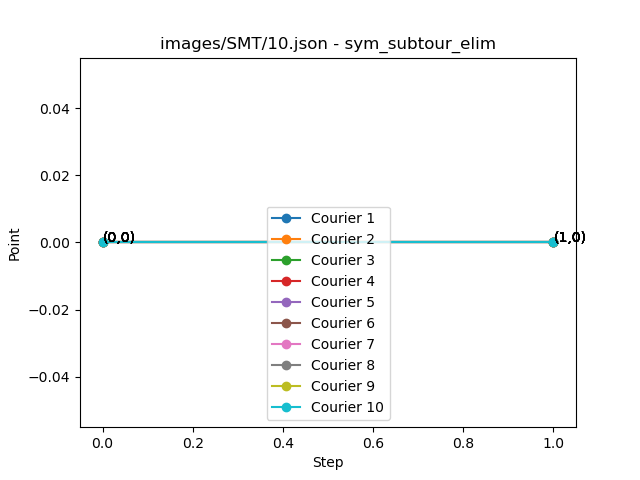 images/SMT/10.json - sym_subtour_elim
Point
0.04
0.02
0.00
−0.02
−0.04
(0,0)
(1,0)
Courier 1
Courier 2
Courier 3
Courier 4
Courier 5
Courier 6
Courier 7
Courier 8
Courier 9
Courier 10
0.0 0.2 0.4 0.6 0.8 1.0
Step